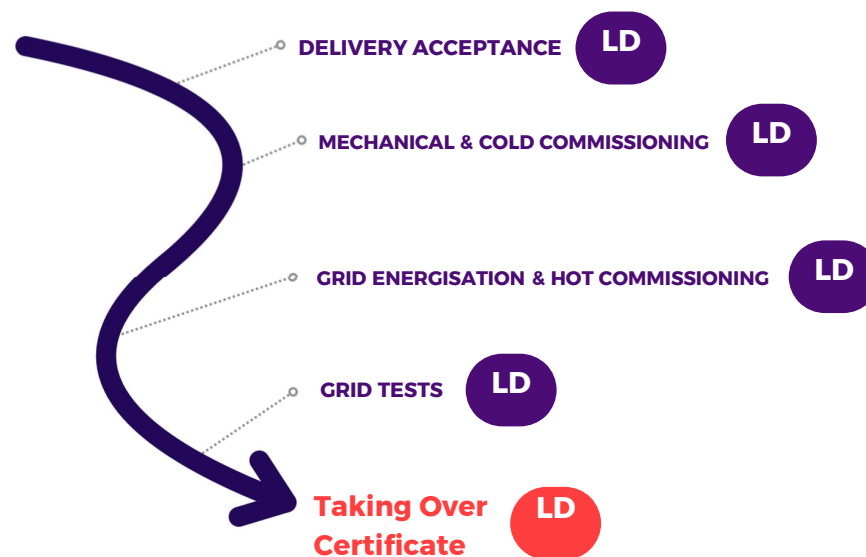 DELIVERY ACCEPTANCE LD
MECHANICAL & COLD COMMISSIONING LD
GRID ENERGISATION & HOT COMMISSIONING LD
GRID TESTS LD
Taking Over LD
Certificate